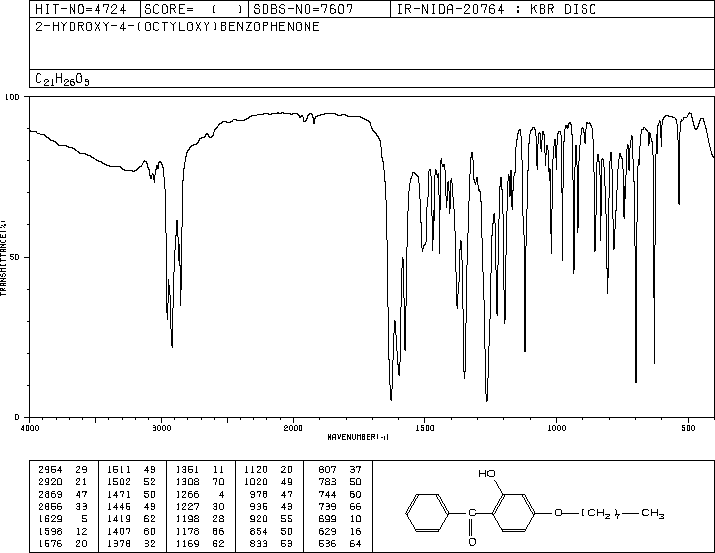 HIT-NO=4724 SCORE= ( ) SDBS-NO=7607 IR-NIDA-20764 : KBR DISC
2-HYDROXY-4-(OCTYLOXY)BENZOPHENONE
C21H26O3
100
TRANSMITTANCE(%)
50
0
4000 3000 2000 1500 1000 500
WAVENUMBER(-1)
2954 29 1511 49 1351 11 1120 20 807 37
2920 21 1502 52 1308 70 1020 49 783 50
2869 47 1471 50 1266 4 978 47 744 60
2856 33 1446 49 1227 30 935 43 739 66
1629 5 1419 62 1198 28 920 55 699 10
1598 12 1407 60 1178 66 854 50 629 16
1576 20 1378 32 1169 62 833 53 536 64
HO
O
O (CH2)7 CH3